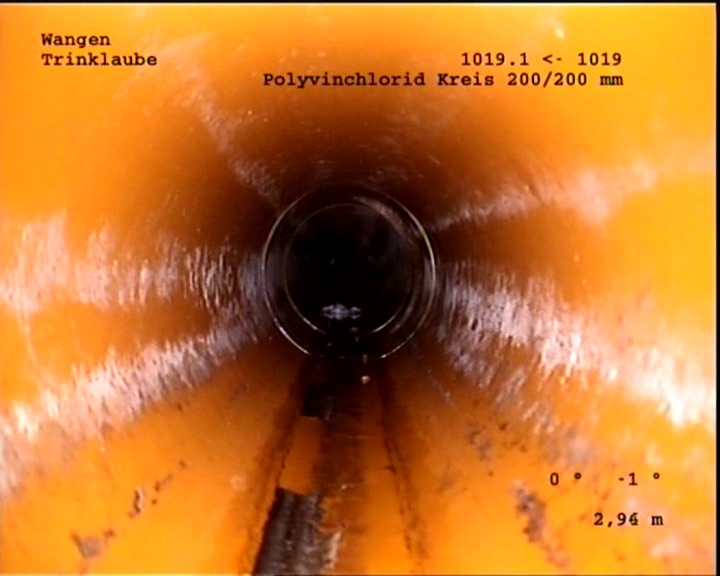 Wangen
Trinklaube
1019.1 <- 1019
Polyvinchlorid Kreis 200/200 mm
0 ° -1 °
2,94 m